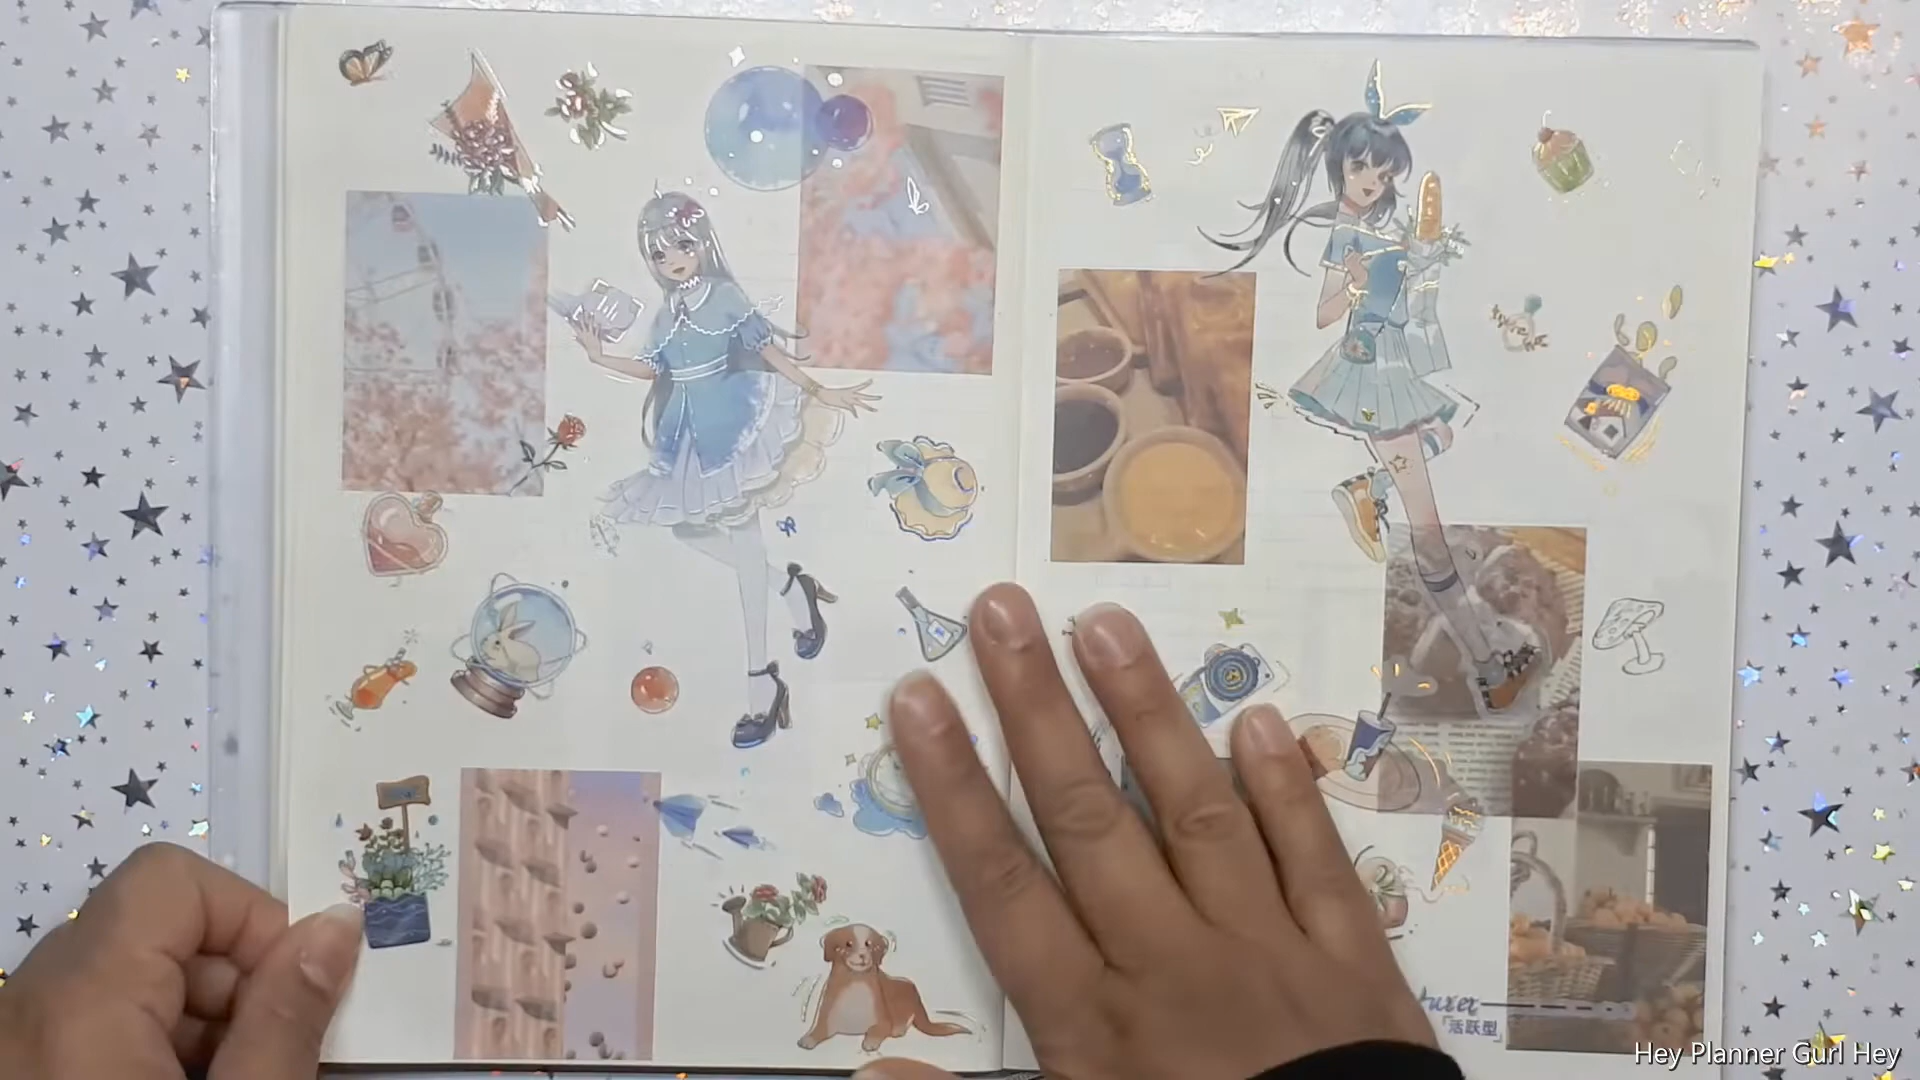 「活跃型」
Hey Planner Gurl Hey